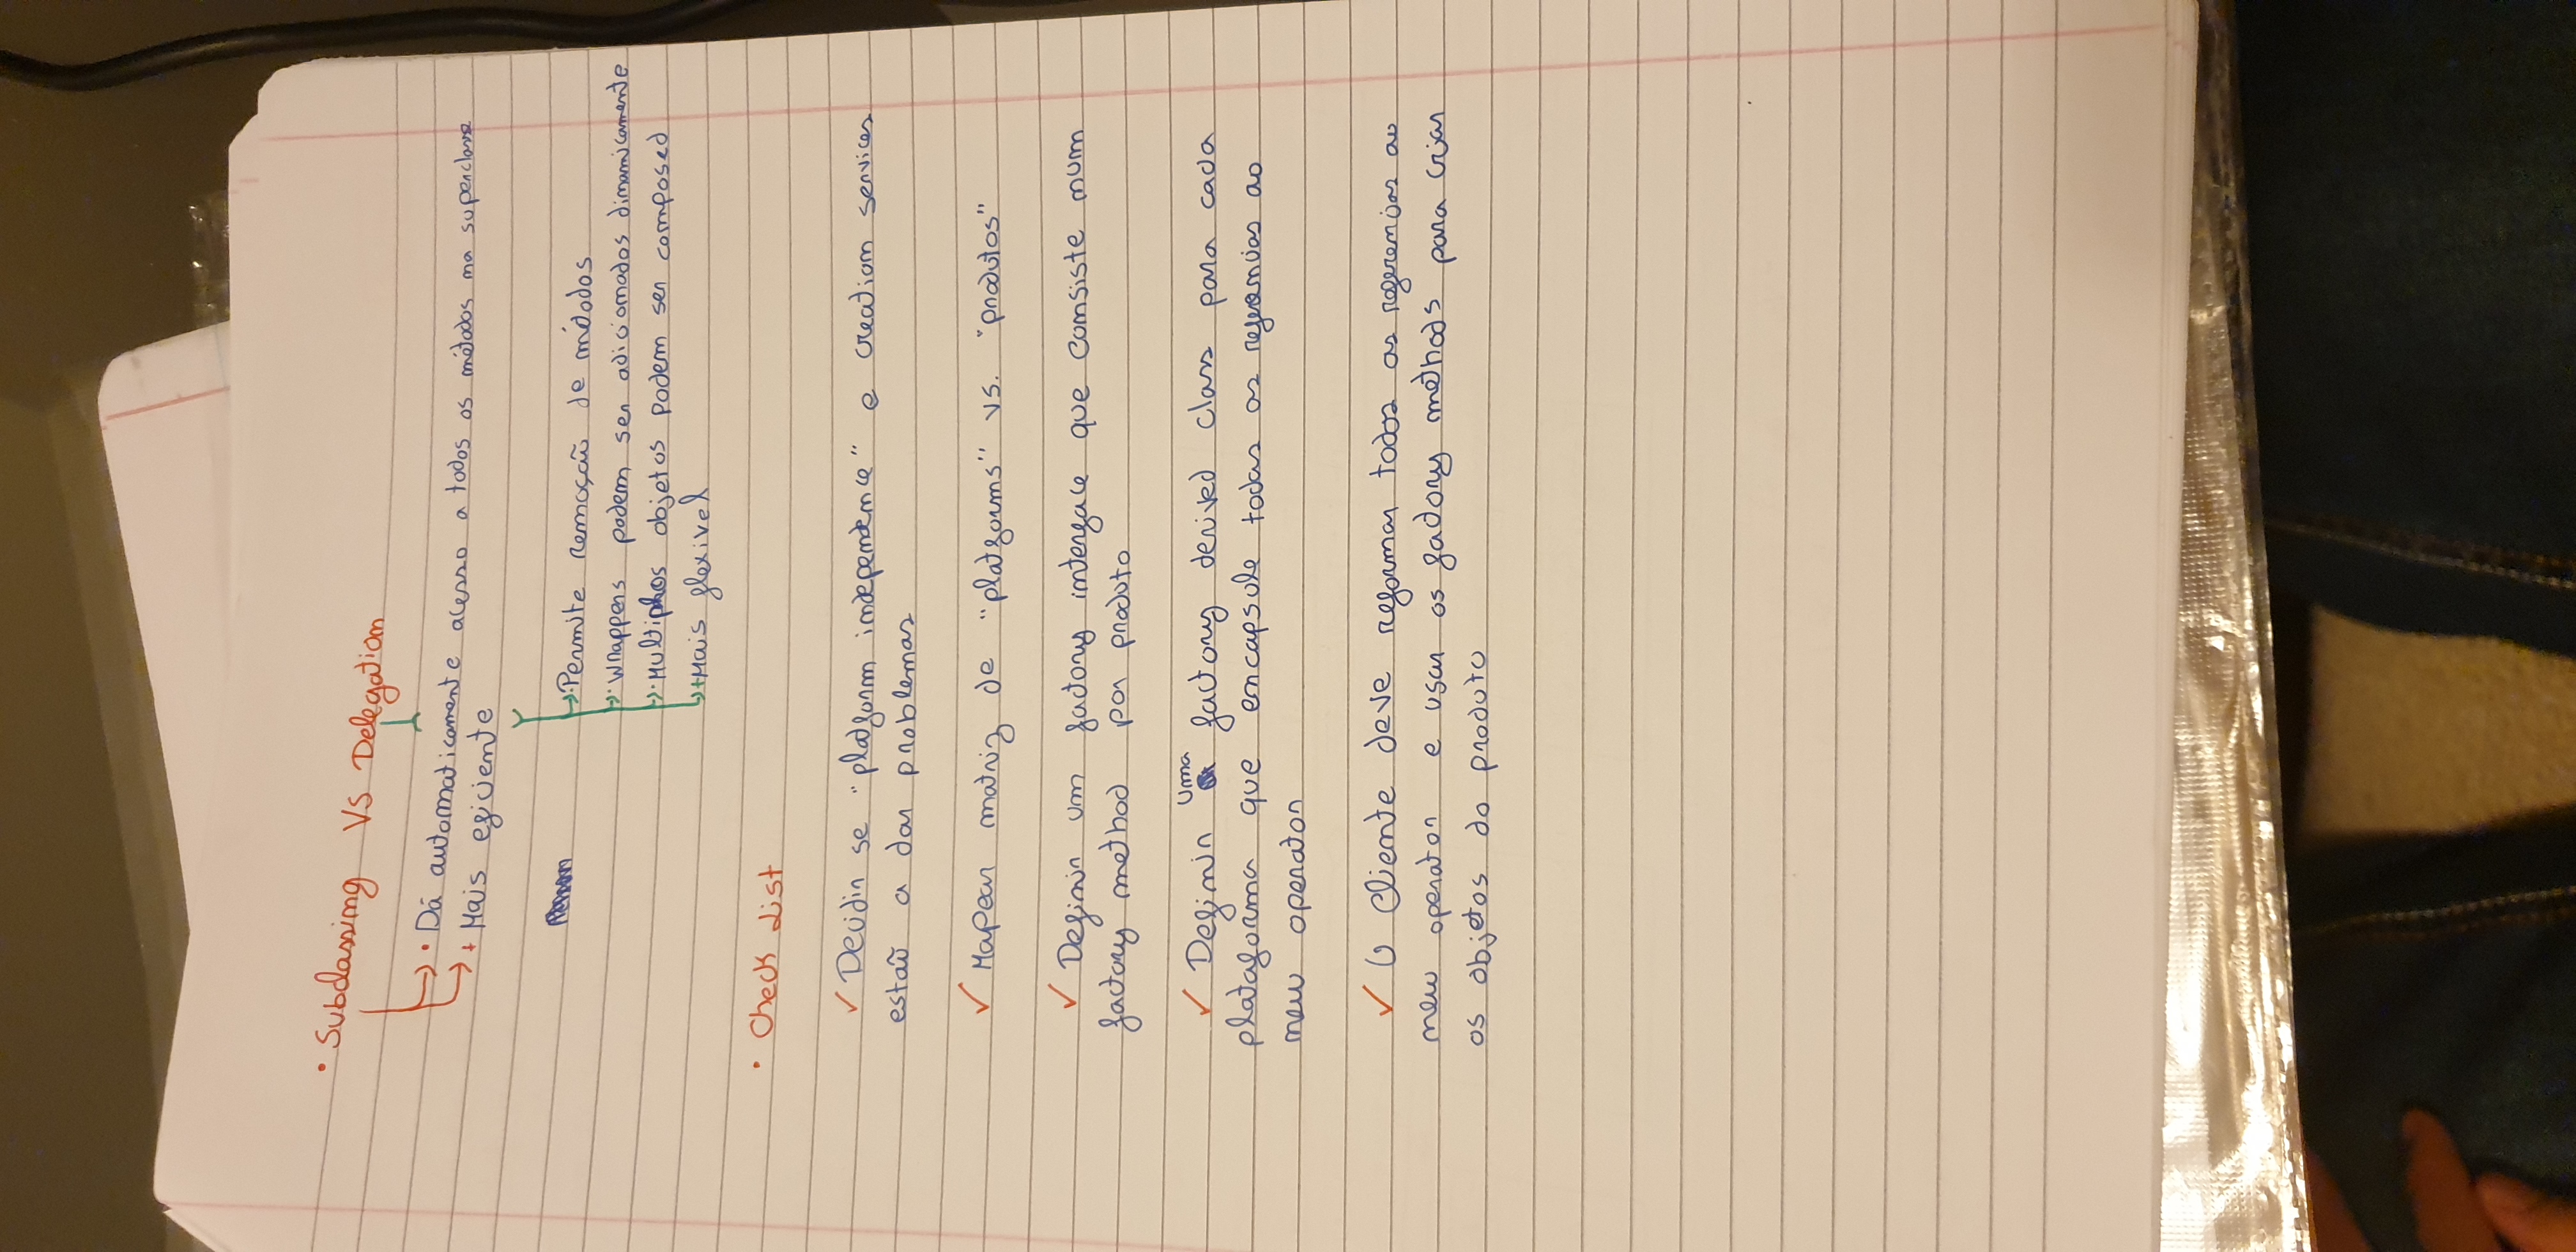 • Subclassing VS Delegation
• Dá automaticamente acesso a todos os métodos na superclasse
+ Mais eficiente
• Permite remoção de métodos
• Wrappers podem ser adicionados dinamicamente
• Multiplos objetos podem ser composed
+ Mais flexivel
• Check List
✓ Decidir se "platform independence" e creation services
estão a dar problemas
✓ Mapear matriz de "platforms" vs. "produtos"
✓ Definir um factory interface que consiste num
factory method por produto
✓ Definir uma factory derived class para cada
plataforma que encapsule todas as referencias ao
new operator
✓ O Cliente deve reformar todas as referencias ao
new operator e usar os factory methods para criar
os objetos do produto